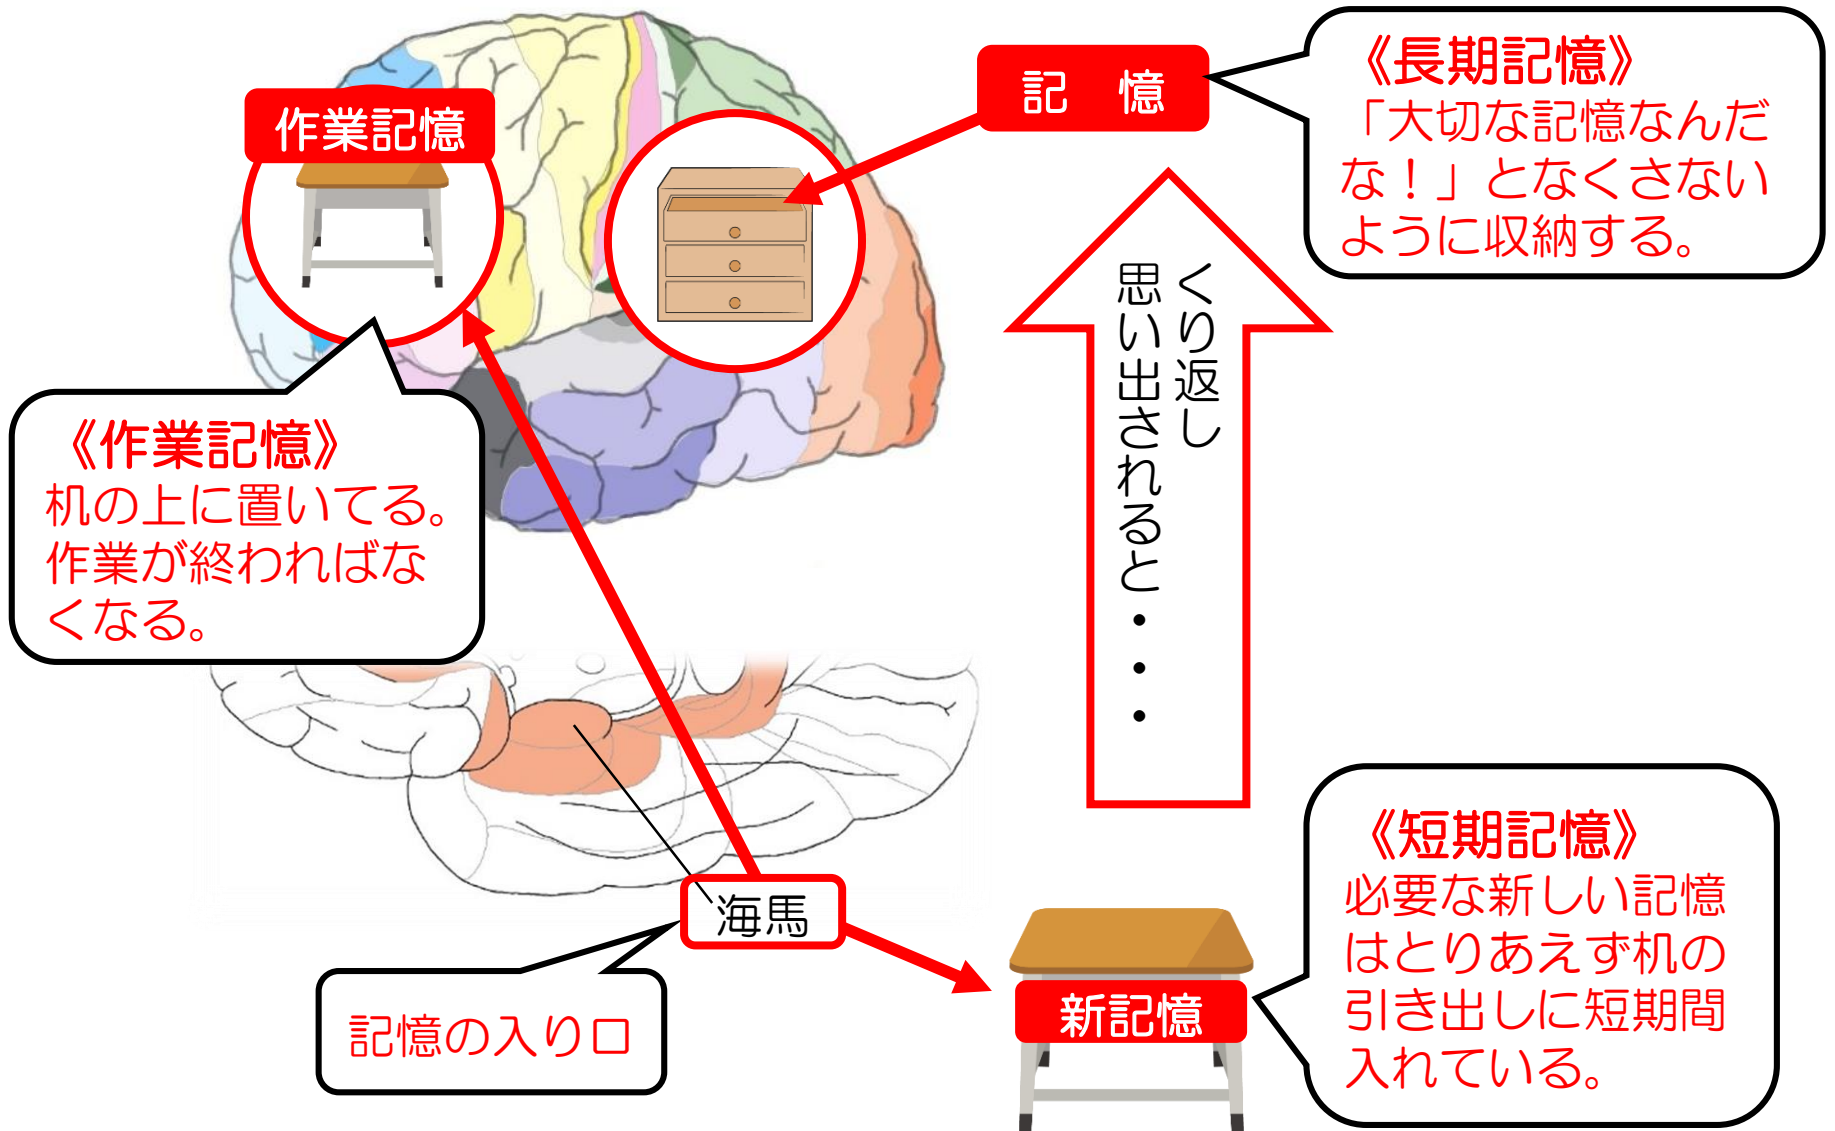 作業記憶
記 憶
《長期記憶》
「大切な記憶なんだ
な！」となくさない
ように収納する。
くり返し
思い出されると・・・
《作業記憶》
机の上に置いてる。
作業が終わればな
くなる。
海馬
記憶の入り口
新記憶
《短期記憶》
必要な新しい記憶
はとりあえず机の
引き出しに短期間
入れている。